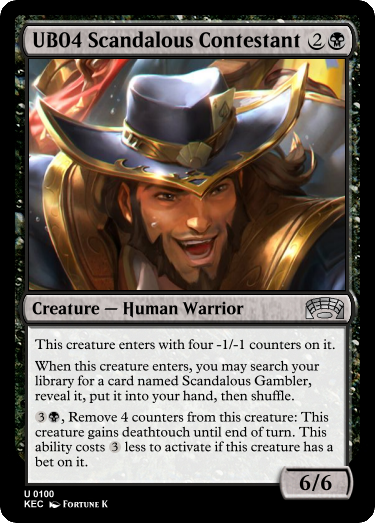 UB04 Scandalous Contestant 2
Creature — Human Warrior
This creature enters with four -1/-1 counters on it.
When this creature enters, you may search your
library for a card named Scandalous Gambler,
reveal it, put it into your hand, then shuffle.
3, Remove 4 counters from this creature: This
creature gains deathtouch until end of turn. This
ability costs 3 less to activate if this creature has a
bet on it.
6/6
U 0100
KEC Fortune K